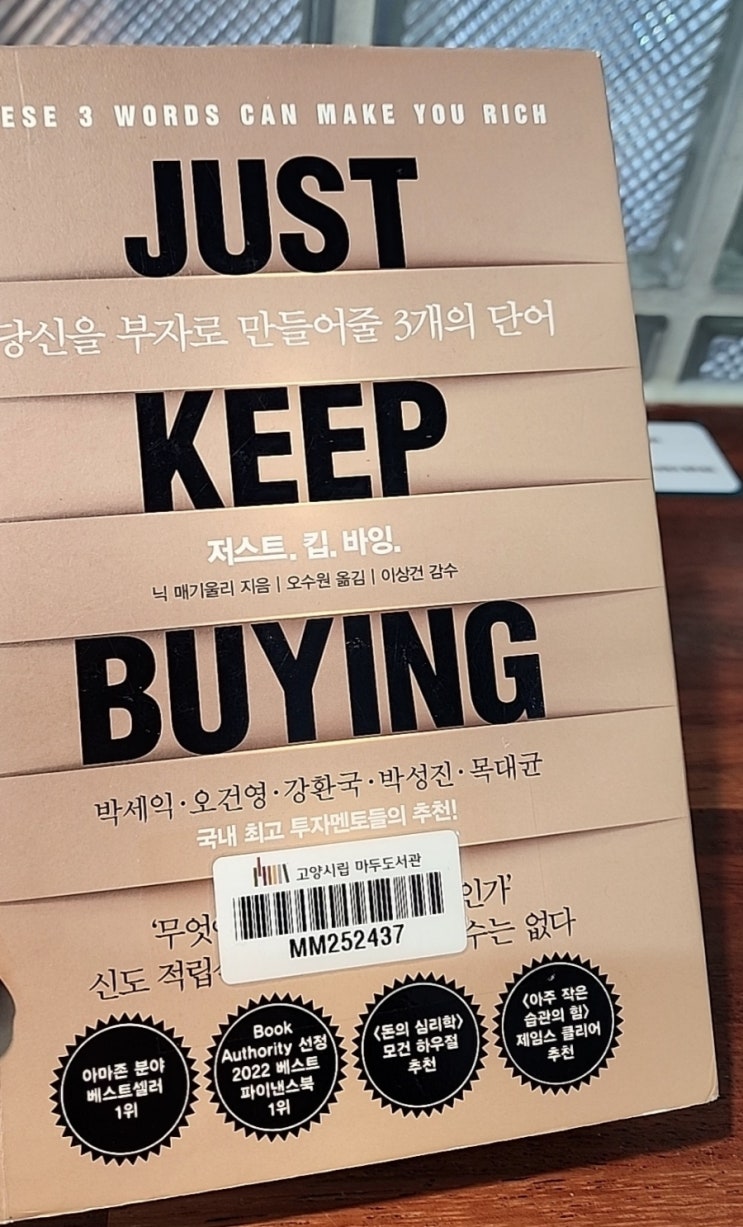 ESE 3 WORDS CAN MAKE YOU RICH
JUST
당신을 부자로 만들어줄 3개의 단어
KEEP
저스트. 킵. 바잉.
닉 매기울리 지음 | 오수원 옮김 | 이상건 감수
BUYING
박세익·오건영·강환국·박성진·목대균
국내 최고 투자멘토들의 추천!
고양시립 마두도서관
MM252437
인가’
‘무엇
수는 없다
신도 적립
아마존 분야
베스트셀러
1위
Book
Authority 선정
2022 베스트
파이낸스북
1위
〈돈의 심리학〉
모건 하우절
추천
〈아주 작은
습관의 힘〉
제임스 클리어
추천